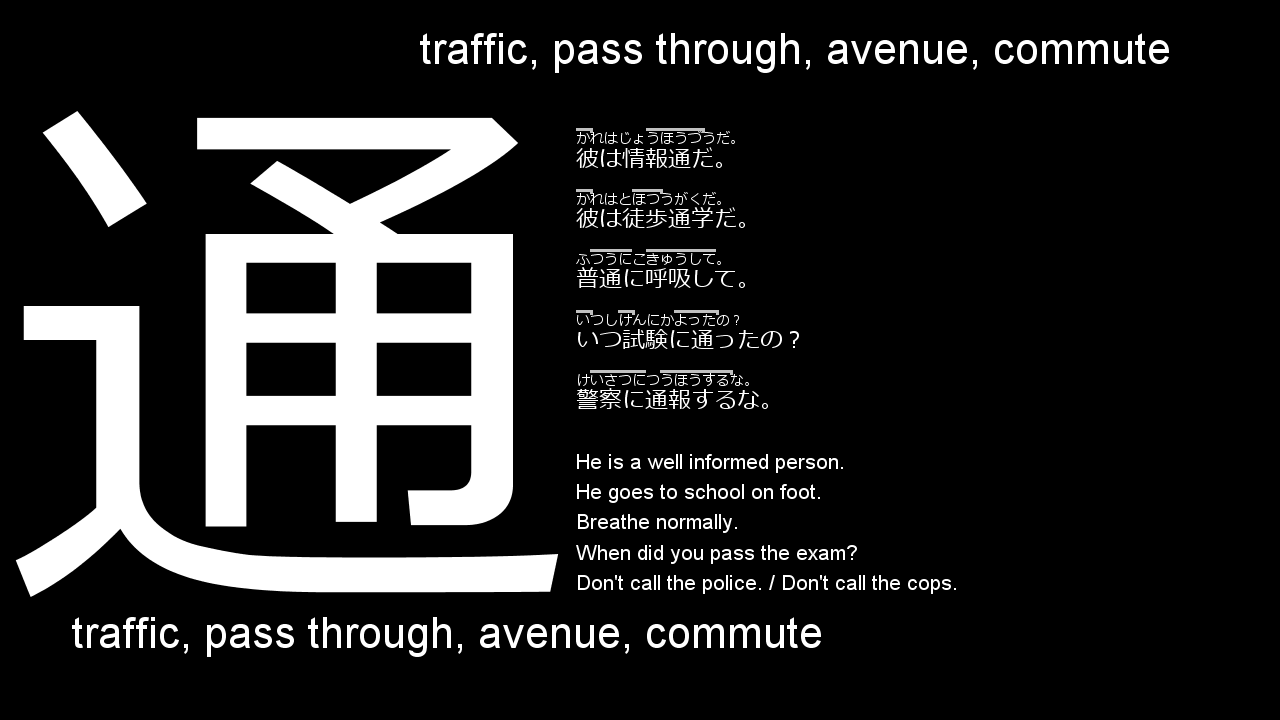 traffic, pass through, avenue, commute
通
かれはじょうほうつうだ。
彼は情報通だ。
かれはとほつうがくだ。
彼は徒歩通学だ。
ふつうにこきゅうして。
普通に呼吸して。
いつしけんにかよったの？
いつ試験に通ったの？
けいさつにつうほうするな。
警察に通報するな。
He is a well informed person.
He goes to school on foot.
Breathe normally.
When did you pass the exam?
Don't call the police. / Don't call the cops.
traffic, pass through, avenue, commute